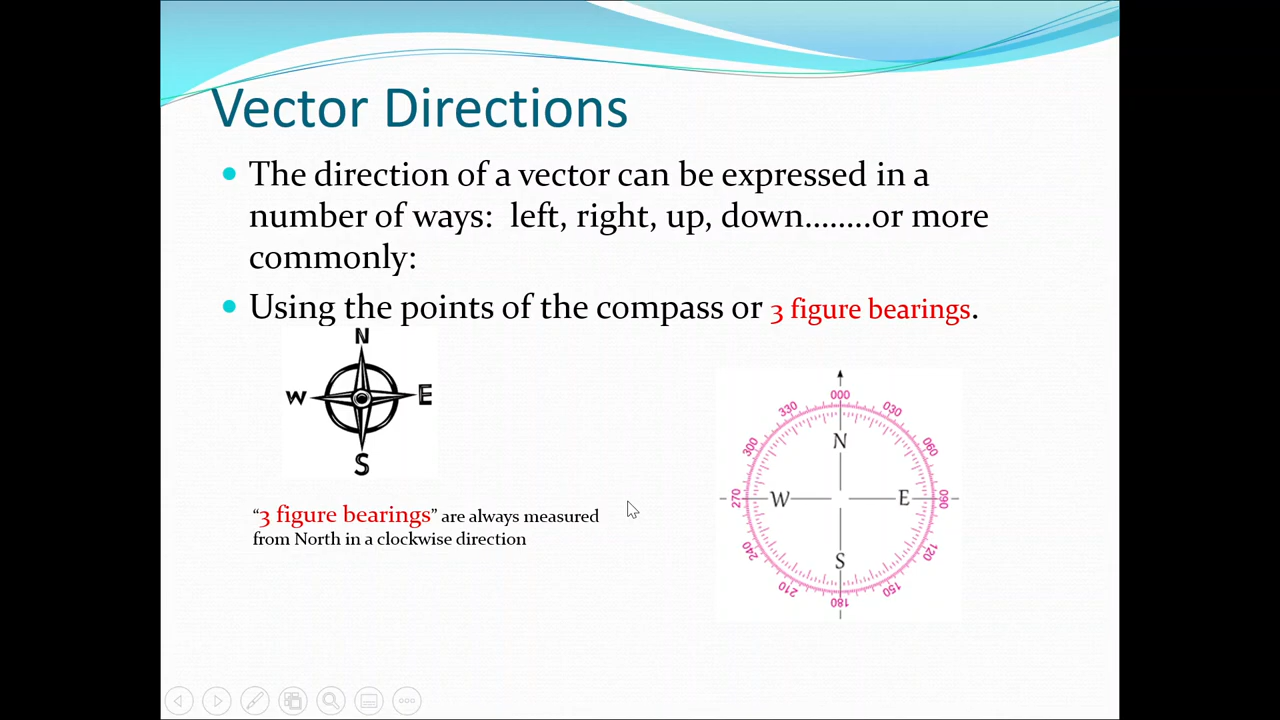 Vector Directions
The direction of a vector can be expressed in a
number of ways:  left, right, up, down........or more
commonly:
Using the points of the compass or 3 figure bearings.
N
W E
S
"3 figure bearings" are always measured
from North in a clockwise direction
000
330 030
N
300 060
270 W E 090
S
240 120
210 150
180